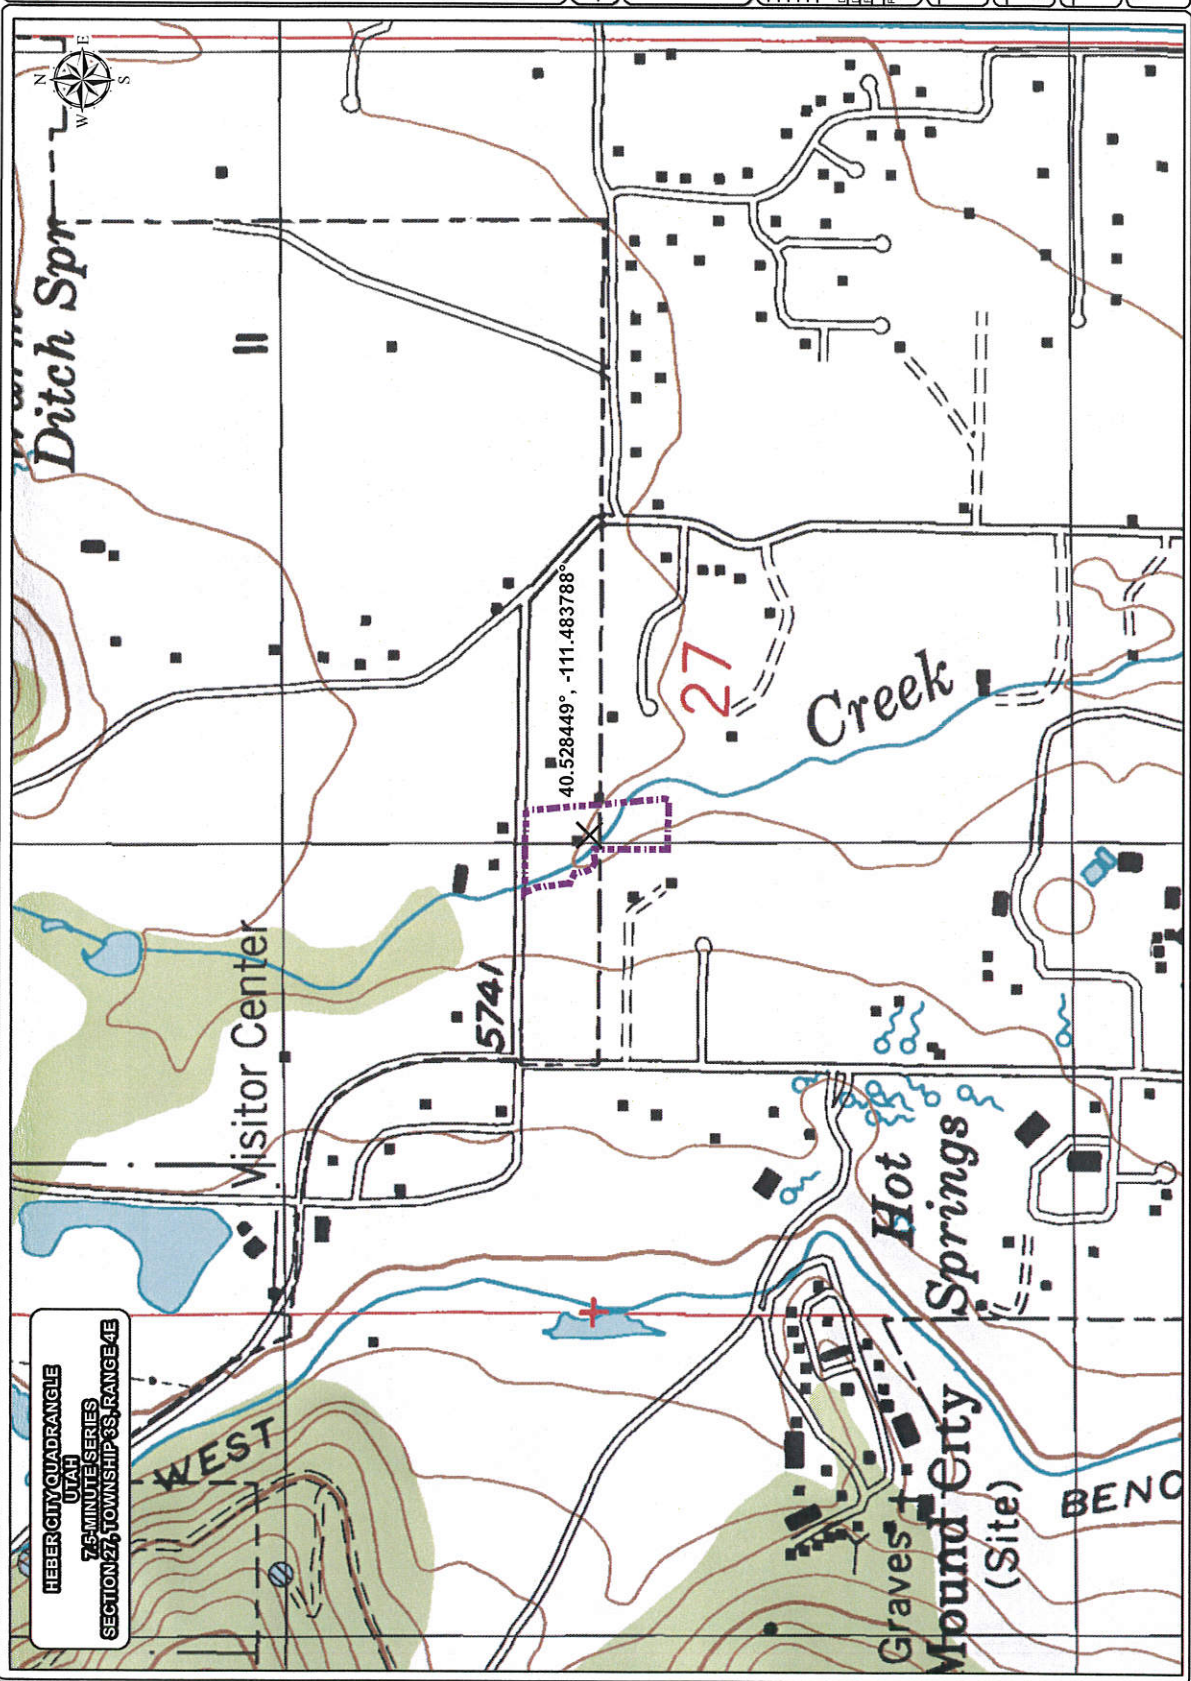 N
E
S
W
Ditch Spr
40.528449°, -111.483788°
27
Creek
Visitor Center
5741
Hot
Springs
WEST
BENC
Graves
Mound City
(Site)
HEBER CITY QUADRANGLE
UTAH
7.5-MINUTE SERIES
SECTION 27, TOWNSHIP 3S, RANGE 4E